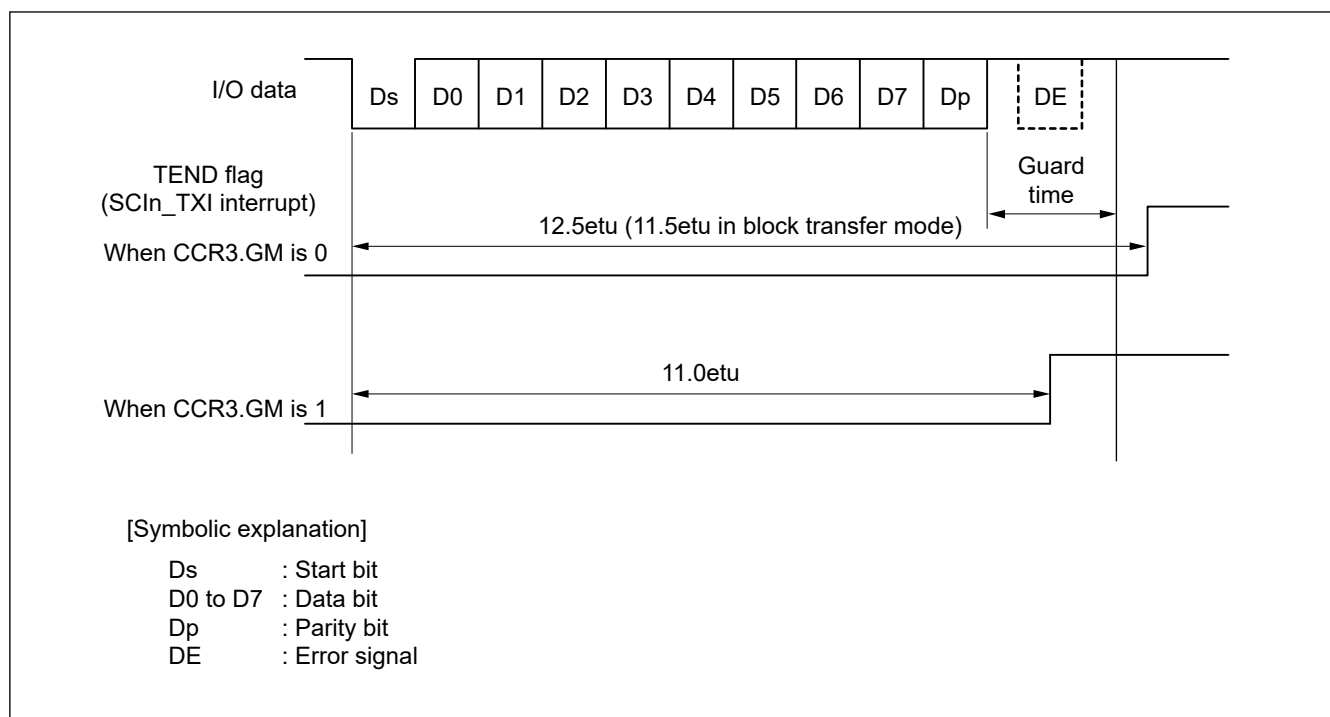 I/O data
Ds D0 D1 D2 D3 D4 D5 D6 D7 Dp DE
TEND flag
(SCIn_TXI interrupt)
Guard
time
12.5etu (11.5etu in block transfer mode)
When CCR3.GM is 0
11.0etu
When CCR3.GM is 1
[Symbolic explanation]
Ds : Start bit
D0 to D7 : Data bit
Dp : Parity bit
DE : Error signal